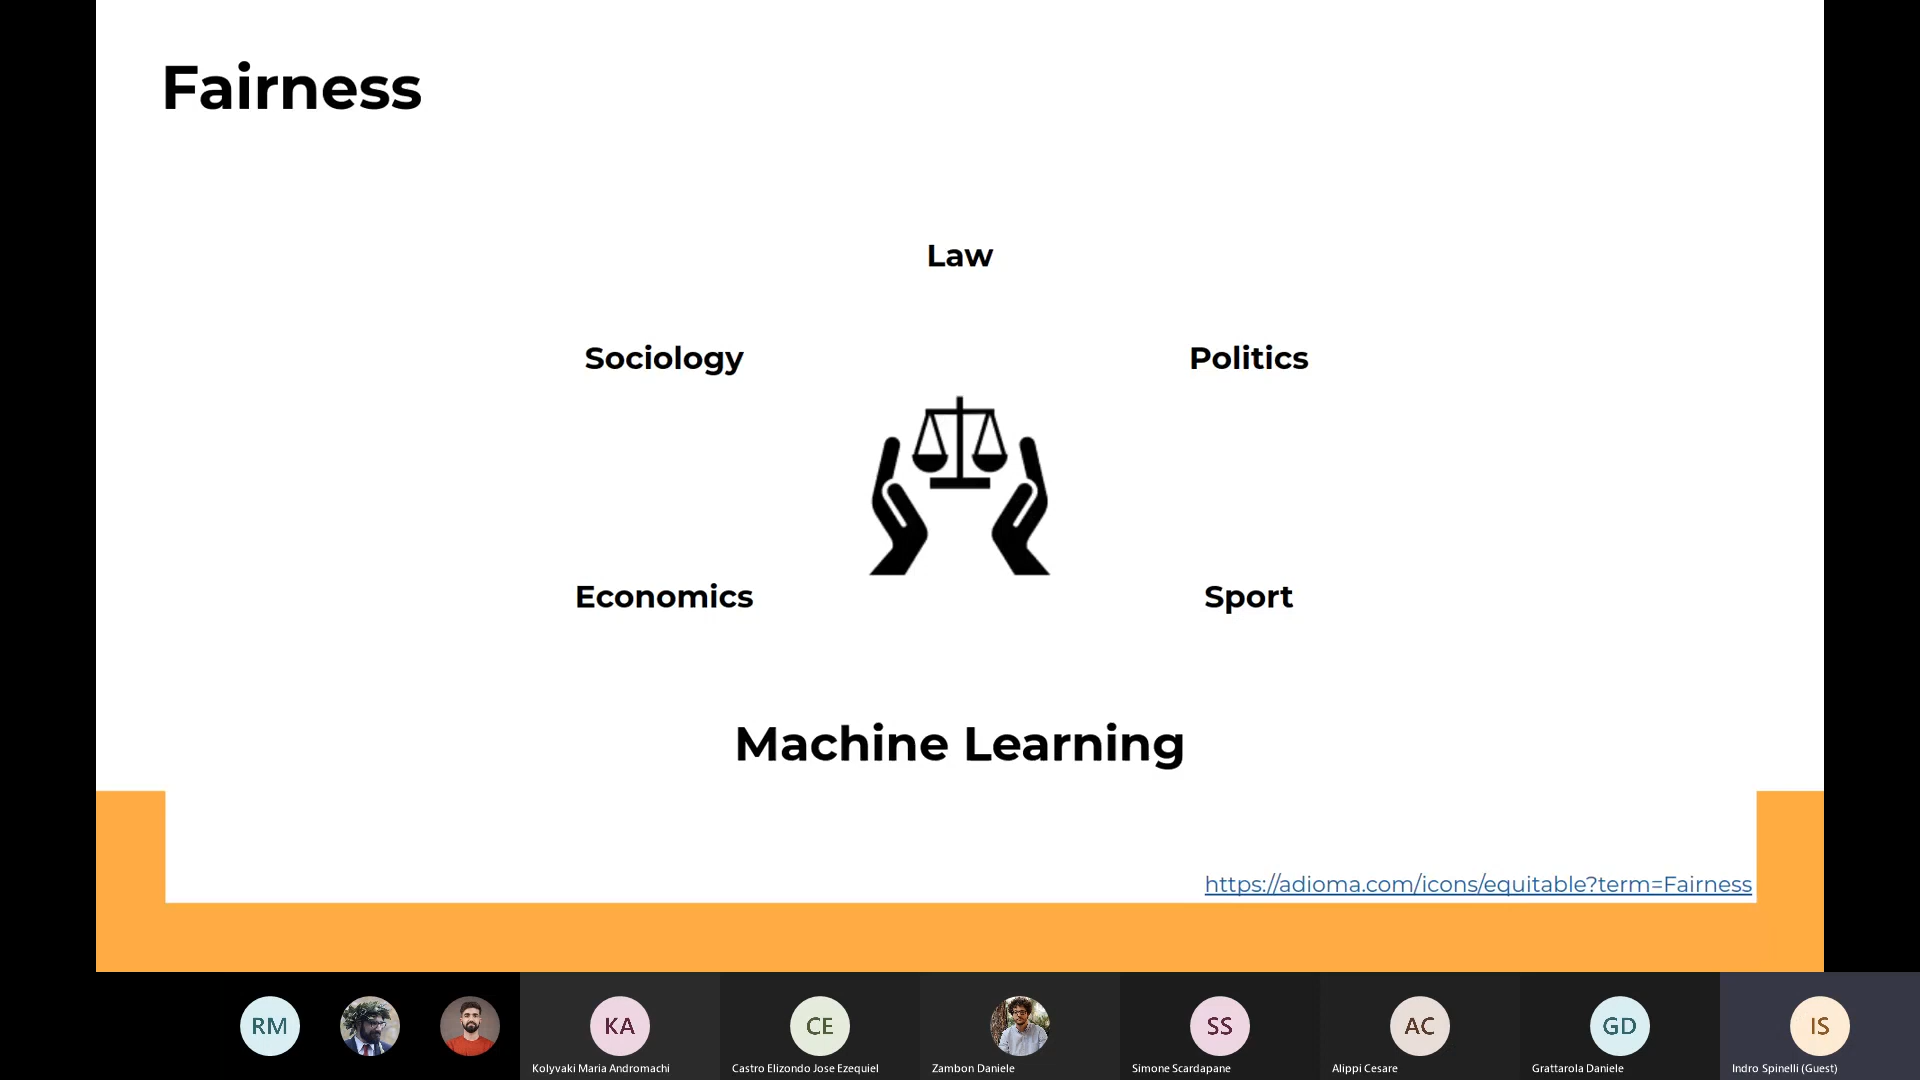 Fairness
Law
Sociology
Politics
Economics
Sport
Machine Learning
https://adioma.com/icons/equitable?term=Fairness
RM
KA
CE
SS
AC
GD
IS
Kolyvaki Maria Andromachi
Castro Elizondo Jose Ezequiel
Zambon Daniele
Simone Scardapane
Alippi Cesare
Grattarola Daniele
Indro Spinelli (Guest)